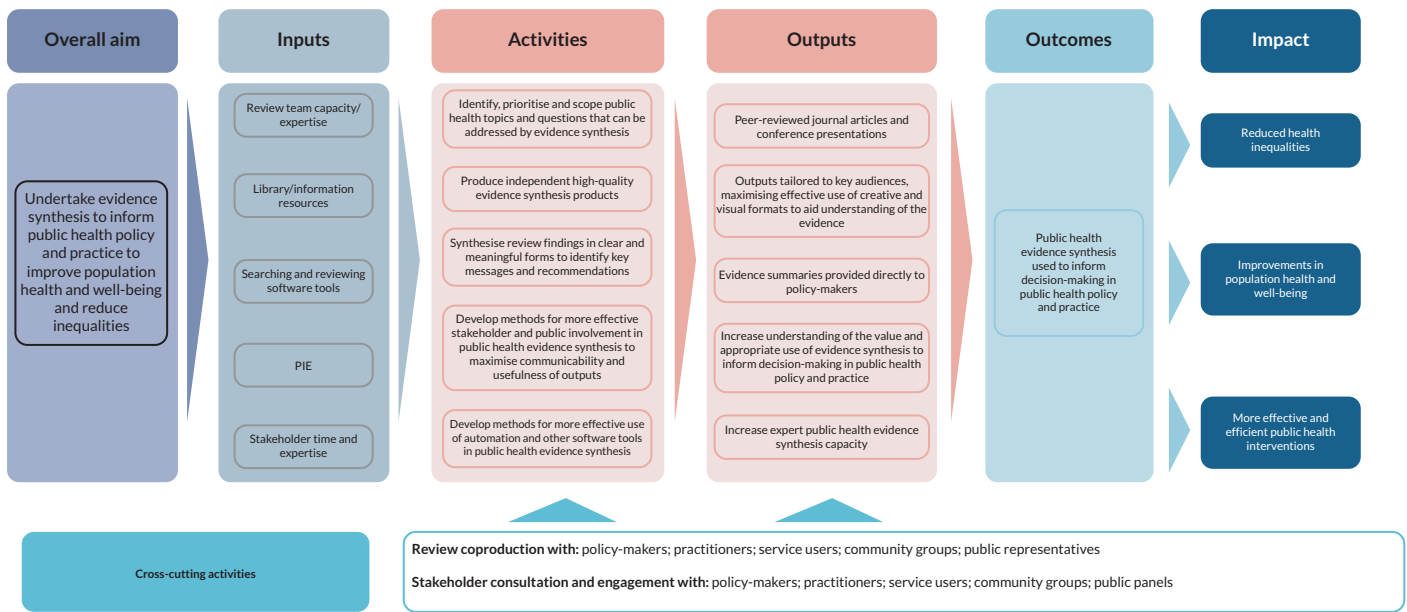 Overall aim
Undertake evidence
synthesis to inform
public health policy
and practice to
improve population
health and well-being
and reduce
inequalities
Inputs
Review team capacity/
expertise
Library/information
resources
Searching and reviewing
software tools
PIE
Stakeholder time and
expertise
Activities
Identify, prioritise and scope public
health topics and questions that can be
addressed by evidence synthesis
Produce independent high-quality
evidence synthesis products
Synthesise review findings in clear and
meaningful forms to identify key
messages and recommendations
Develop methods for more effective
stakeholder and public involvement in
public health evidence synthesis to
maximise communicability and
usefulness of outputs
Develop methods for more effective use
of automation and other software tools
in public health evidence synthesis
Outputs
Peer-reviewed journal articles and
conference presentations
Outputs tailored to key audiences,
maximising effective use of creative and
visual formats to aid understanding of the
evidence
Evidence summaries provided directly to
policy-makers
Increase understanding of the value and
appropriate use of evidence synthesis to
inform decision-making in public health
policy and practice
Increase expert public health evidence
synthesis capacity
Outcomes
Public health
evidence synthesis
used to inform
decision-making in
public health policy
and practice
Impact
Reduced health
inequalities
Improvements in
population health and
well-being
More effective and
efficient public health
interventions
Cross-cutting activities
Review coproduction with: policy-makers; practitioners; service users; community groups; public representatives
Stakeholder consultation and engagement with: policy-makers; practitioners; service users; community groups; public panels